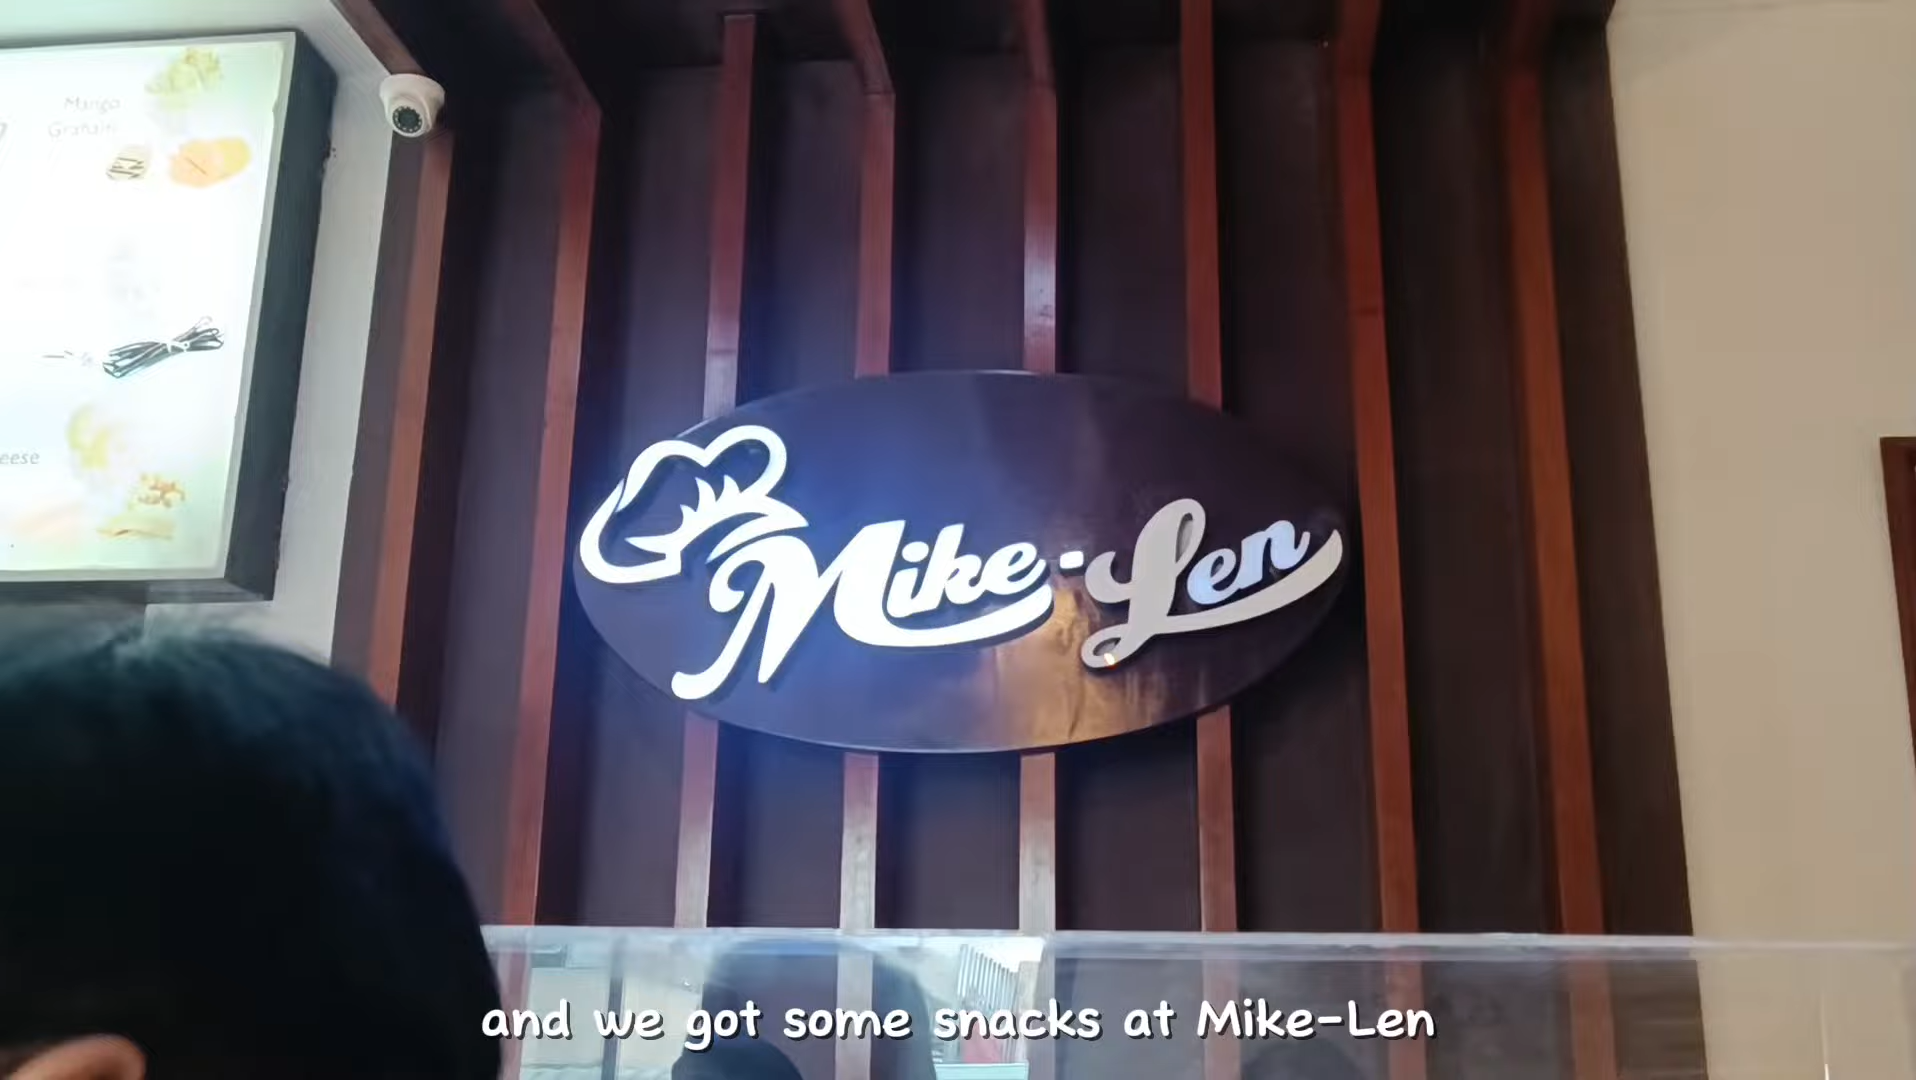 Mango
Graham
eese
Mike-Len
and we got some snacks at Mike-Len